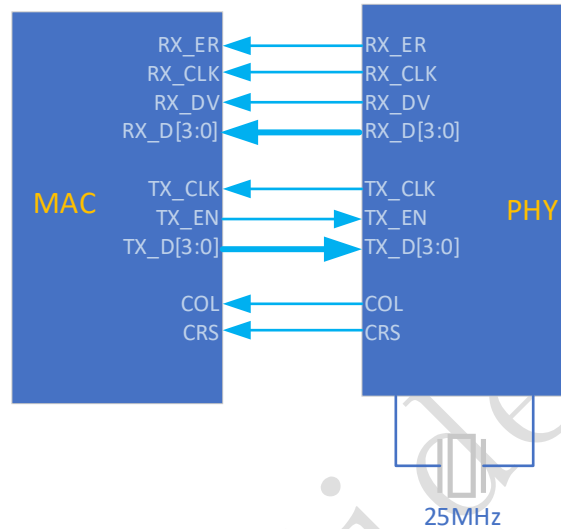 RX_ER RX_ER
RX_CLK RX_CLK
RX_DV RX_DV
RX_D[3:0] RX_D[3:0]
TX_CLK TX_CLK
MAC PHY
TX_EN TX_EN
TX_D[3:0] TX_D[3:0]
COL COL
CRS CRS
25MHz